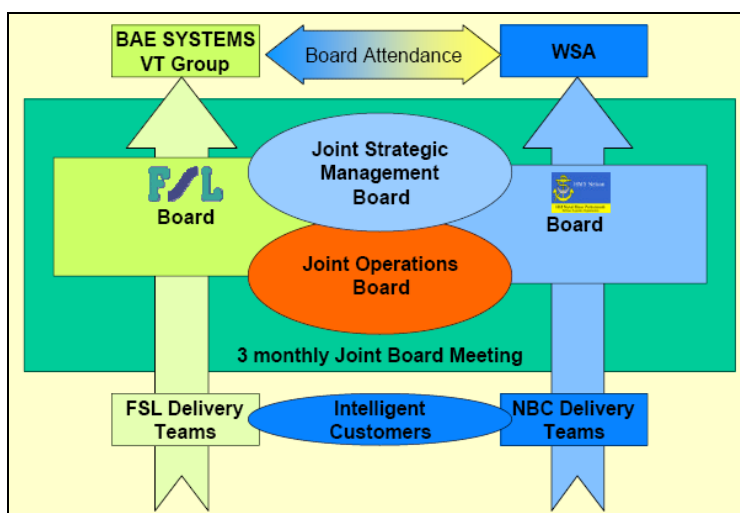 BAE SYSTEMS
VT Group
Board Attendance
WSA
Joint Strategic
Management
Board
FSL
Board
Board
Joint Operations
Board
3 monthly Joint Board Meeting
FSL Delivery
Teams
Intelligent
Customers
NBC Delivery
Teams